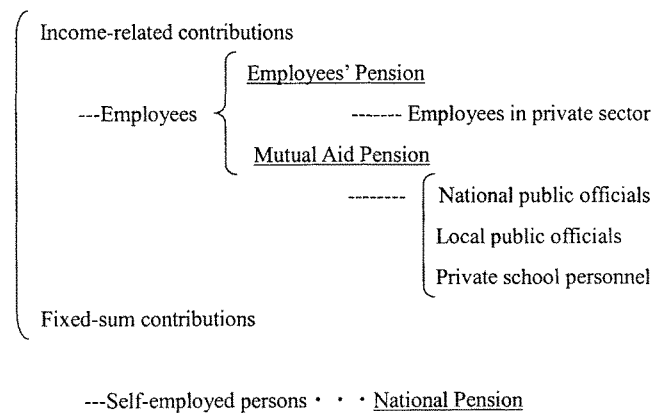 Income-related contributions
Employees' Pension
---Employees
------- Employees in private sector
Mutual Aid Pension
-------- National public officials
Local public officials
Private school personnel
Fixed-sum contributions
---Self-employed persons・・・National Pension